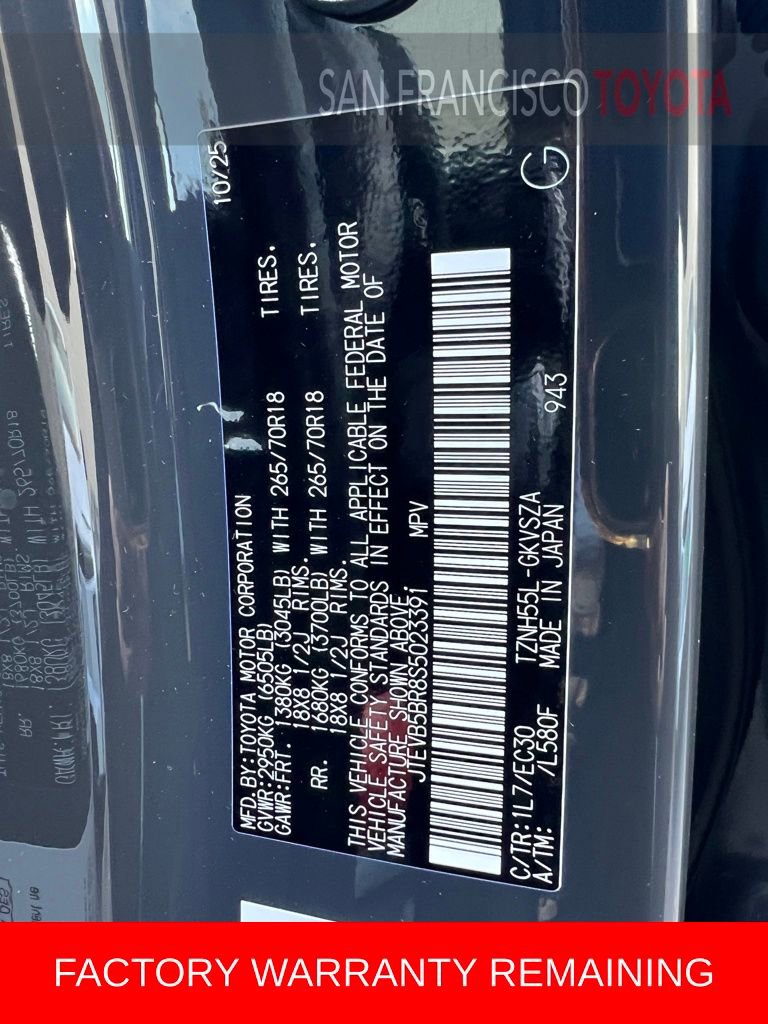 SAN FRANCISCO TOYOTA
10/25
MFD.BY:TOYOTA MOTOR CORPORATION
GVWR:2950KG (6505LB)
GAWR:FRT. 1380KG (3045LB) WITH 265/70R18 TIRES.
18X8 1/2J RIMS.
RR. 1680KG (3700LB) WITH 265/70R18 TIRES.
18X8 1/2J RIMS.
THIS VEHICLE CONFORMS TO ALL APPLICABLE FEDERAL MOTOR
VEHICLE SAFETY STANDARDS IN EFFECT ON THE DATE OF
MANUFACTURE SHOWN ABOVE.
JTEVB5BR8S5023391 MPV
C/TR:1L7/EC30 TZNH55L-GKVSZA
A/TM: /L580F MADE IN JAPAN 943
G
FACTORY WARRANTY REMAINING